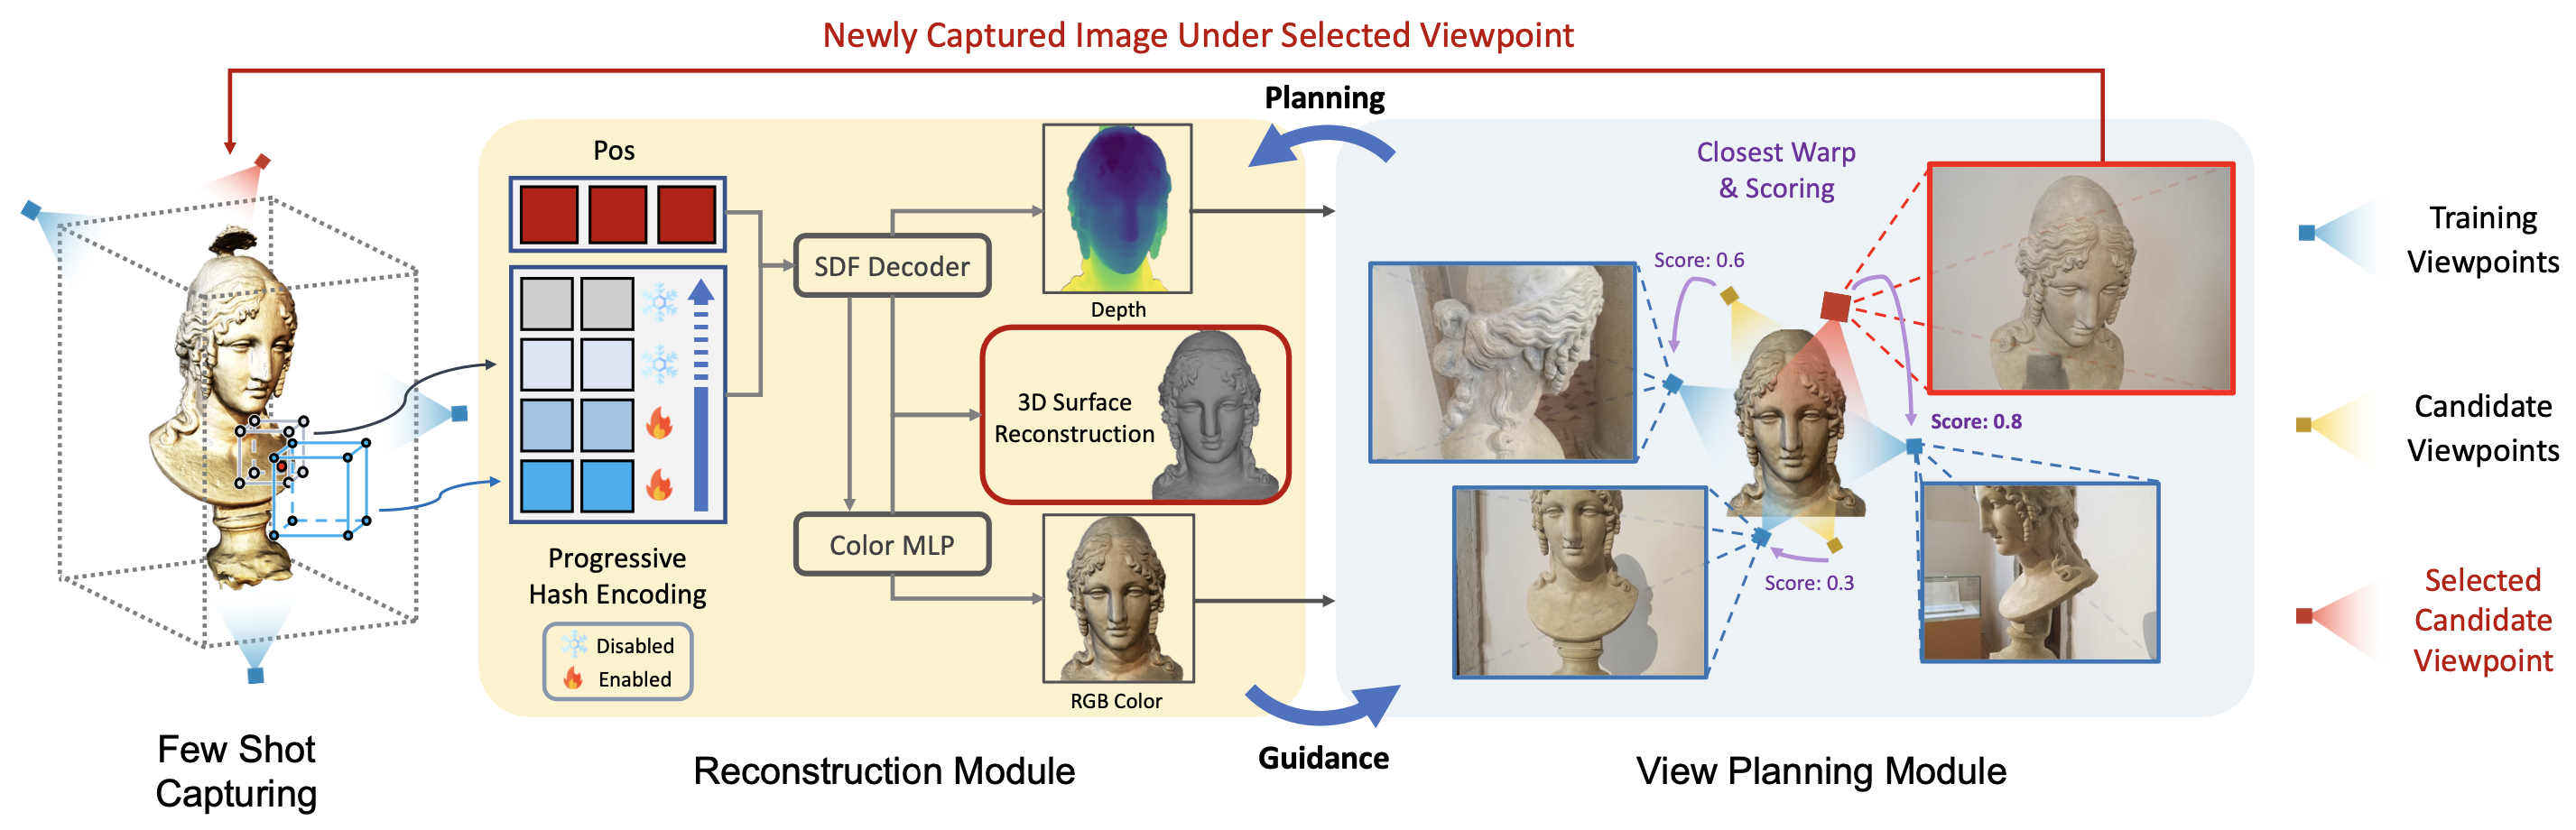 Newly Captured Image Under Selected Viewpoint
Planning
Pos
SDF Decoder
Depth
3D Surface
Reconstruction
Color MLP
RGB Color
Progressive
Hash Encoding
Disabled
Enabled
Closest Warp
& Scoring
Score: 0.6
Score: 0.8
Score: 0.3
Training
Viewpoints
Candidate
Viewpoints
Selected
Candidate
Viewpoint
Few Shot
Capturing
Reconstruction Module
Guidance
View Planning Module